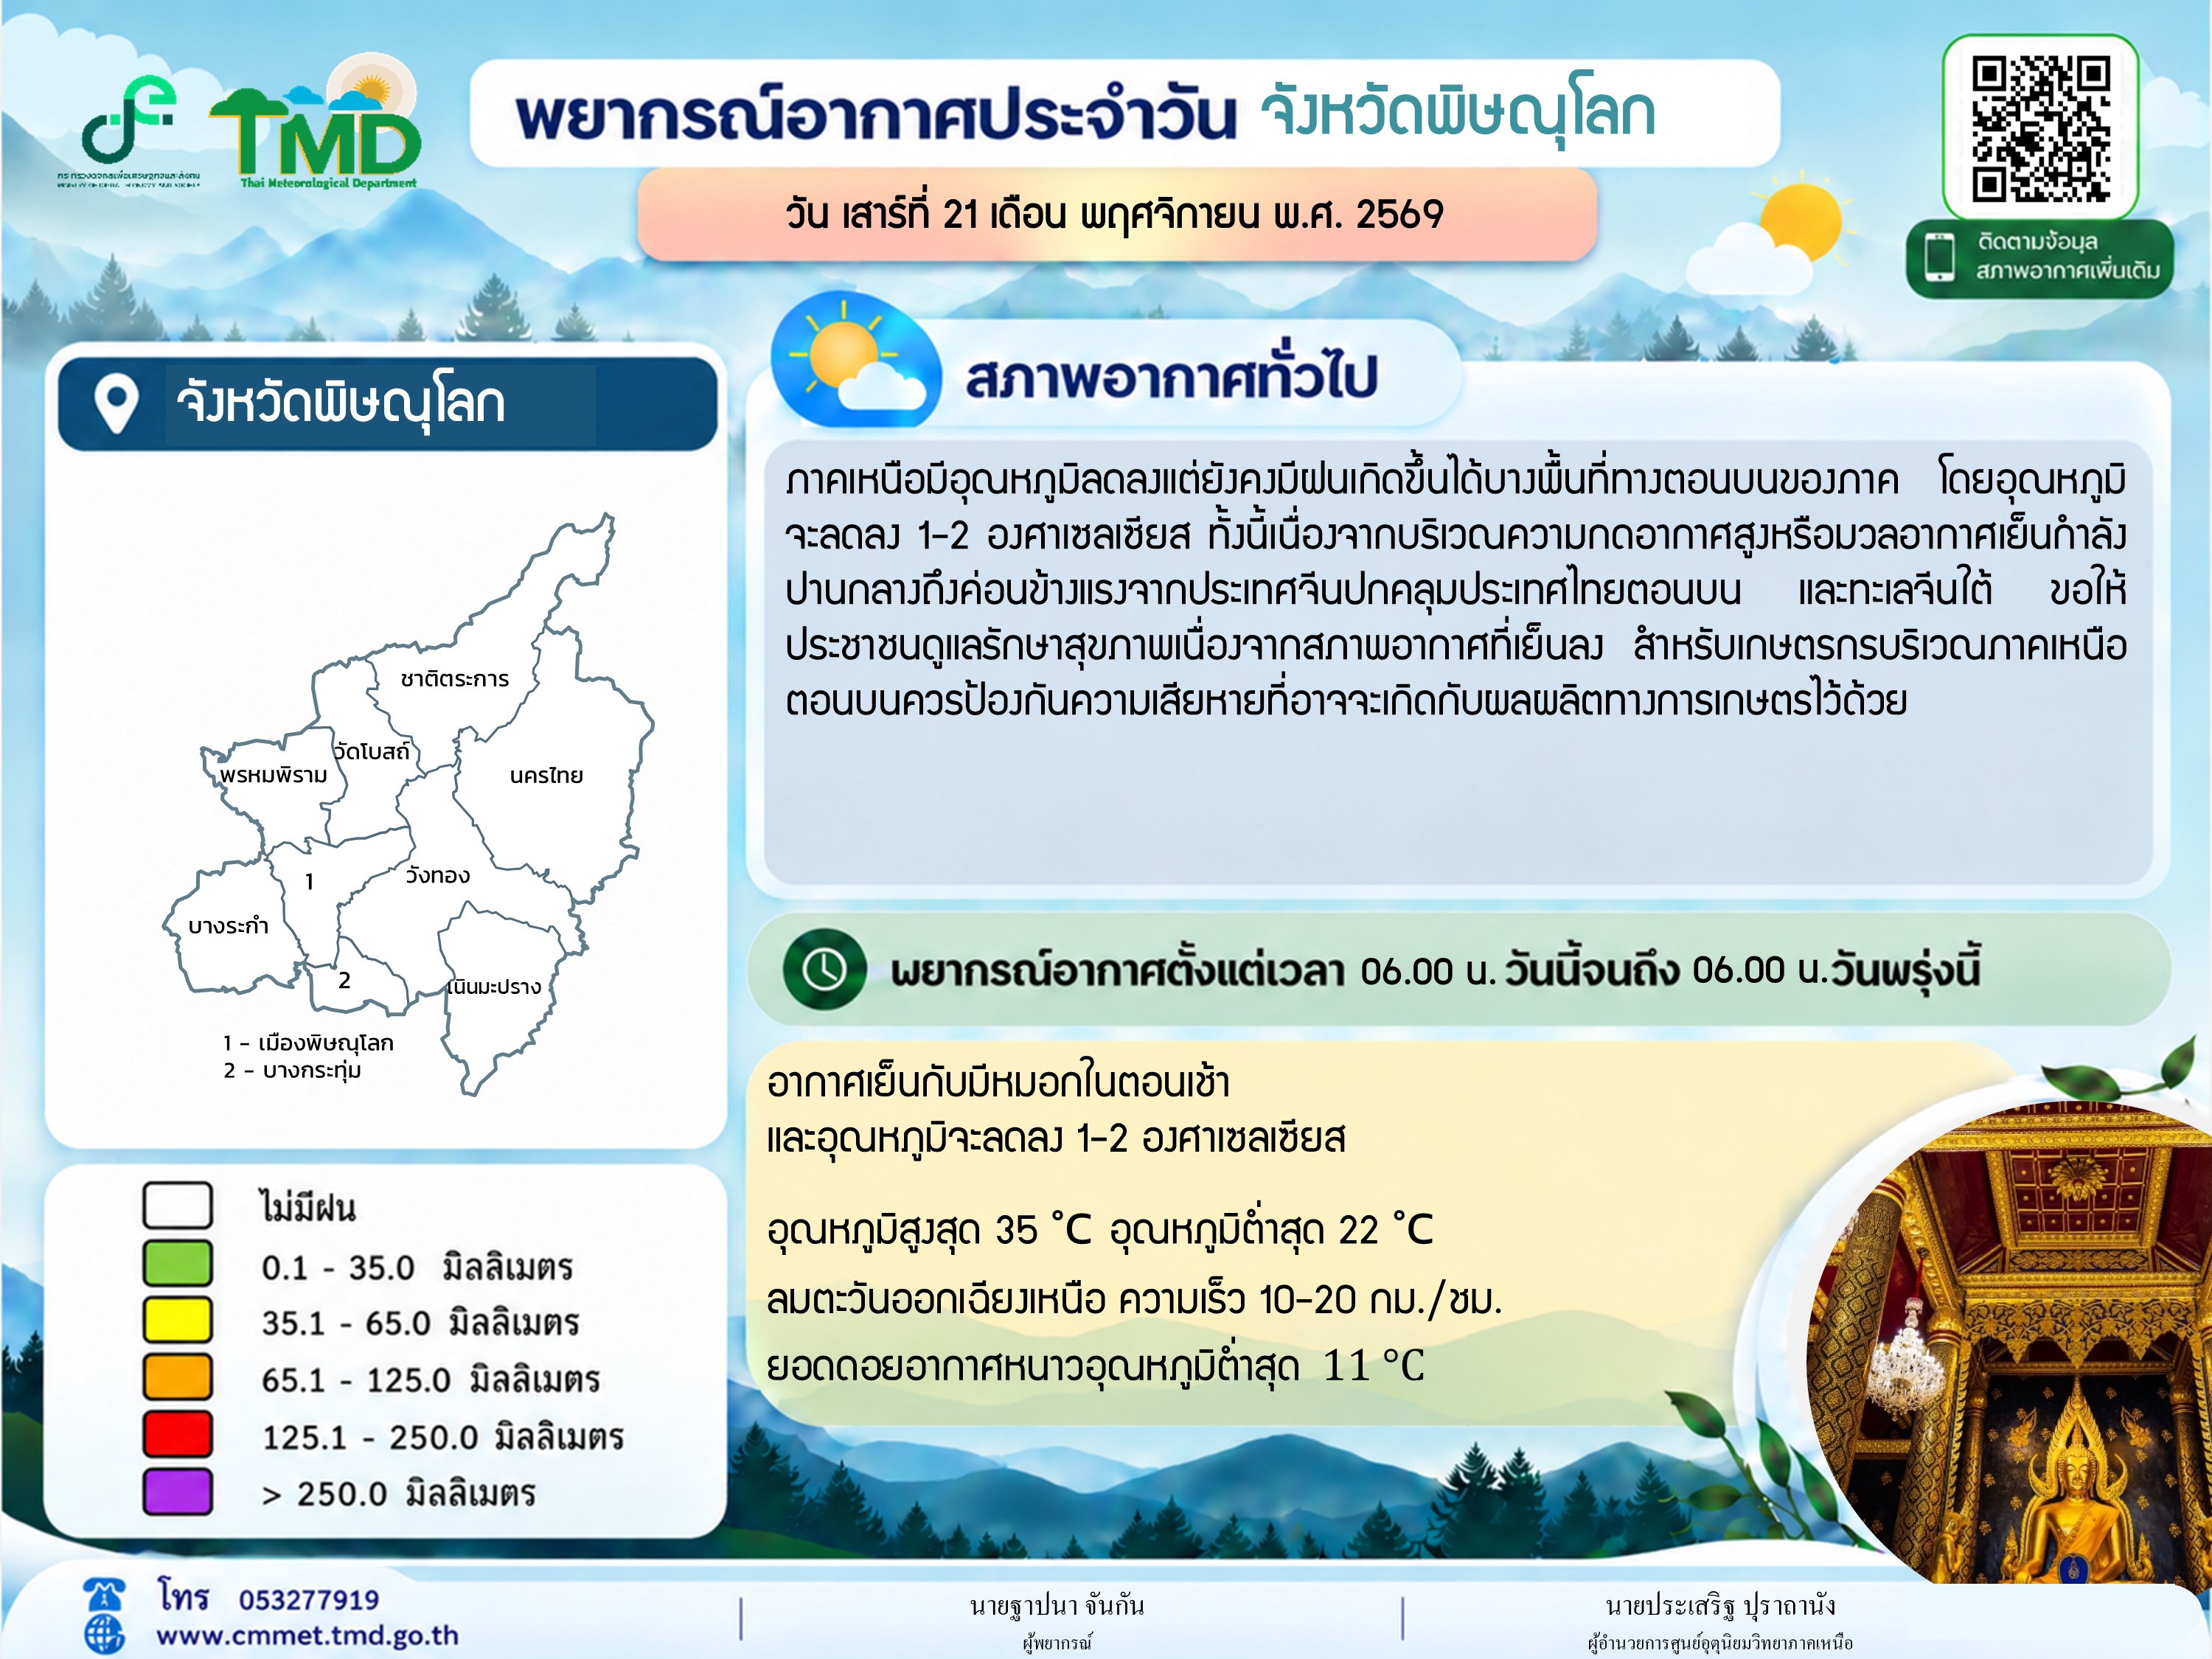 พยากรณ์อากาศประจำวัน จังหวัดพิษณุโลก
วัน เสาร์ที่ 21 เดือน พฤศจิกายน พ.ศ. 2569
TMD
Thai Meteorological Department
ติดตามข้อมูล
สภาพอากาศเพิ่มเติม
จังหวัดพิษณุโลก
ชาติตระการ
วัดโบสถ์
พรหมพิราม
นครไทย
1
วังทอง
บางระกำ
2
เนินมะปราง
1 - เมืองพิษณุโลก
2 - บางกระทุ่ม
ไม่มีฝน
0.1 - 35.0 มิลลิเมตร
35.1 - 65.0 มิลลิเมตร
65.1 - 125.0 มิลลิเมตร
125.1 - 250.0 มิลลิเมตร
> 250.0 มิลลิเมตร
สภาพอากาศทั่วไป
ภาคเหนือมีอุณหภูมิลดลงแต่ยังคงมีฝนเกิดขึ้นได้บางพื้นที่ทางตอนบนของภาค โดยอุณหภูมิ
จะลดลง 1-2 องศาเซลเซียส ทั้งนี้เนื่องจากบริเวณความกดอากาศสูงหรือมวลอากาศเย็นกำลัง
ปานกลางถึงค่อนข้างแรงจากประเทศจีนปกคลุมประเทศไทยตอนบน และทะเลจีนใต้ ขอให้
ประชาชนดูแลรักษาสุขภาพเนื่องจากสภาพอากาศที่เย็นลง สำหรับเกษตรกรบริเวณภาคเหนือ
ตอนบนควรป้องกันความเสียหายที่อาจจะเกิดกับผลผลิตทางการเกษตรไว้ด้วย
พยากรณ์อากาศตั้งแต่เวลา 06.00 น. วันนี้จนถึง 06.00 น. วันพรุ่งนี้
อากาศเย็นกับมีหมอกในตอนเช้า
และอุณหภูมิจะลดลง 1-2 องศาเซลเซียส
อุณหภูมิสูงสุด 35 °C อุณหภูมิต่ำสุด 22 °C
ลมตะวันออกเฉียงเหนือ ความเร็ว 10-20 กม./ชม.
ยอดดอยอากาศหนาวอุณหภูมิต่ำสุด 11 °C
โทร 053277919
www.cmmet.tmd.go.th
นายฐาปนา จันกัน
ผู้พยากรณ์
นายประเสริฐ ปุราถานัง
ผู้อำนวยการศูนย์อุตุนิยมวิทยาภาคเหนือ